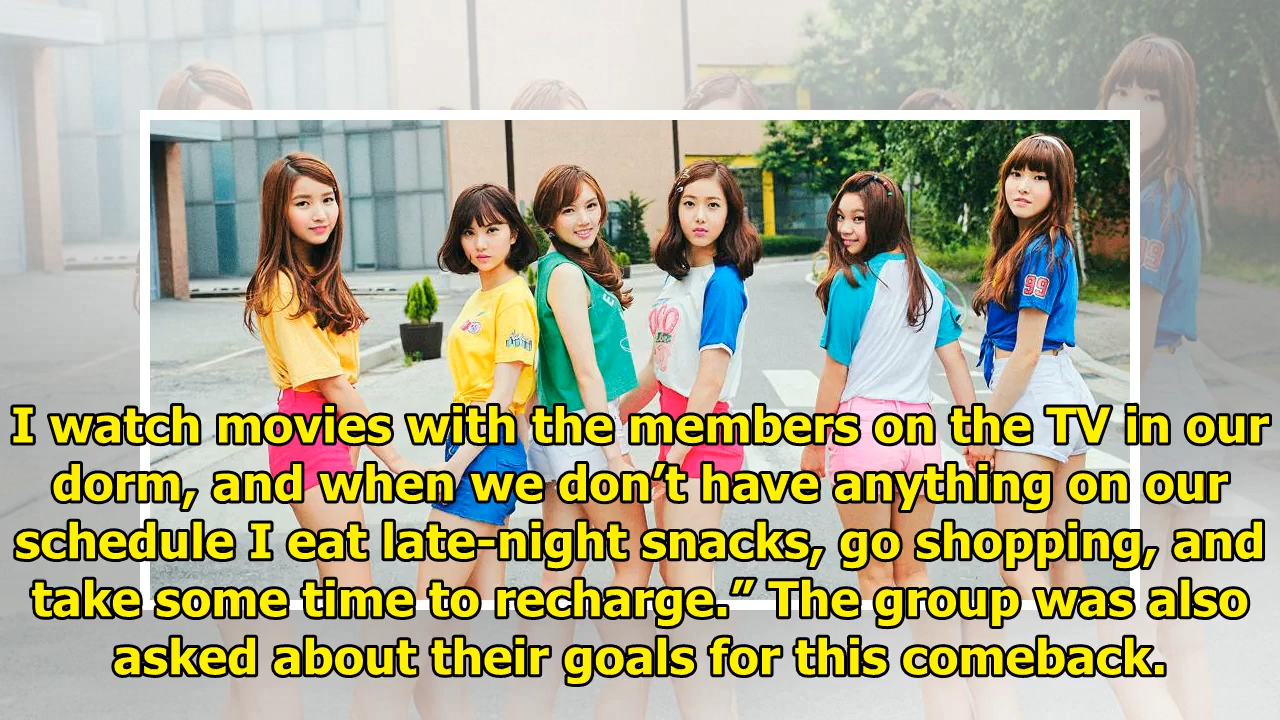 99
I watch movies with the members on the TV in our
dorm, and when we don’t have anything on our
schedule I eat late-night snacks, go shopping, and
take some time to recharge.” The group was also
asked about their goals for this comeback.